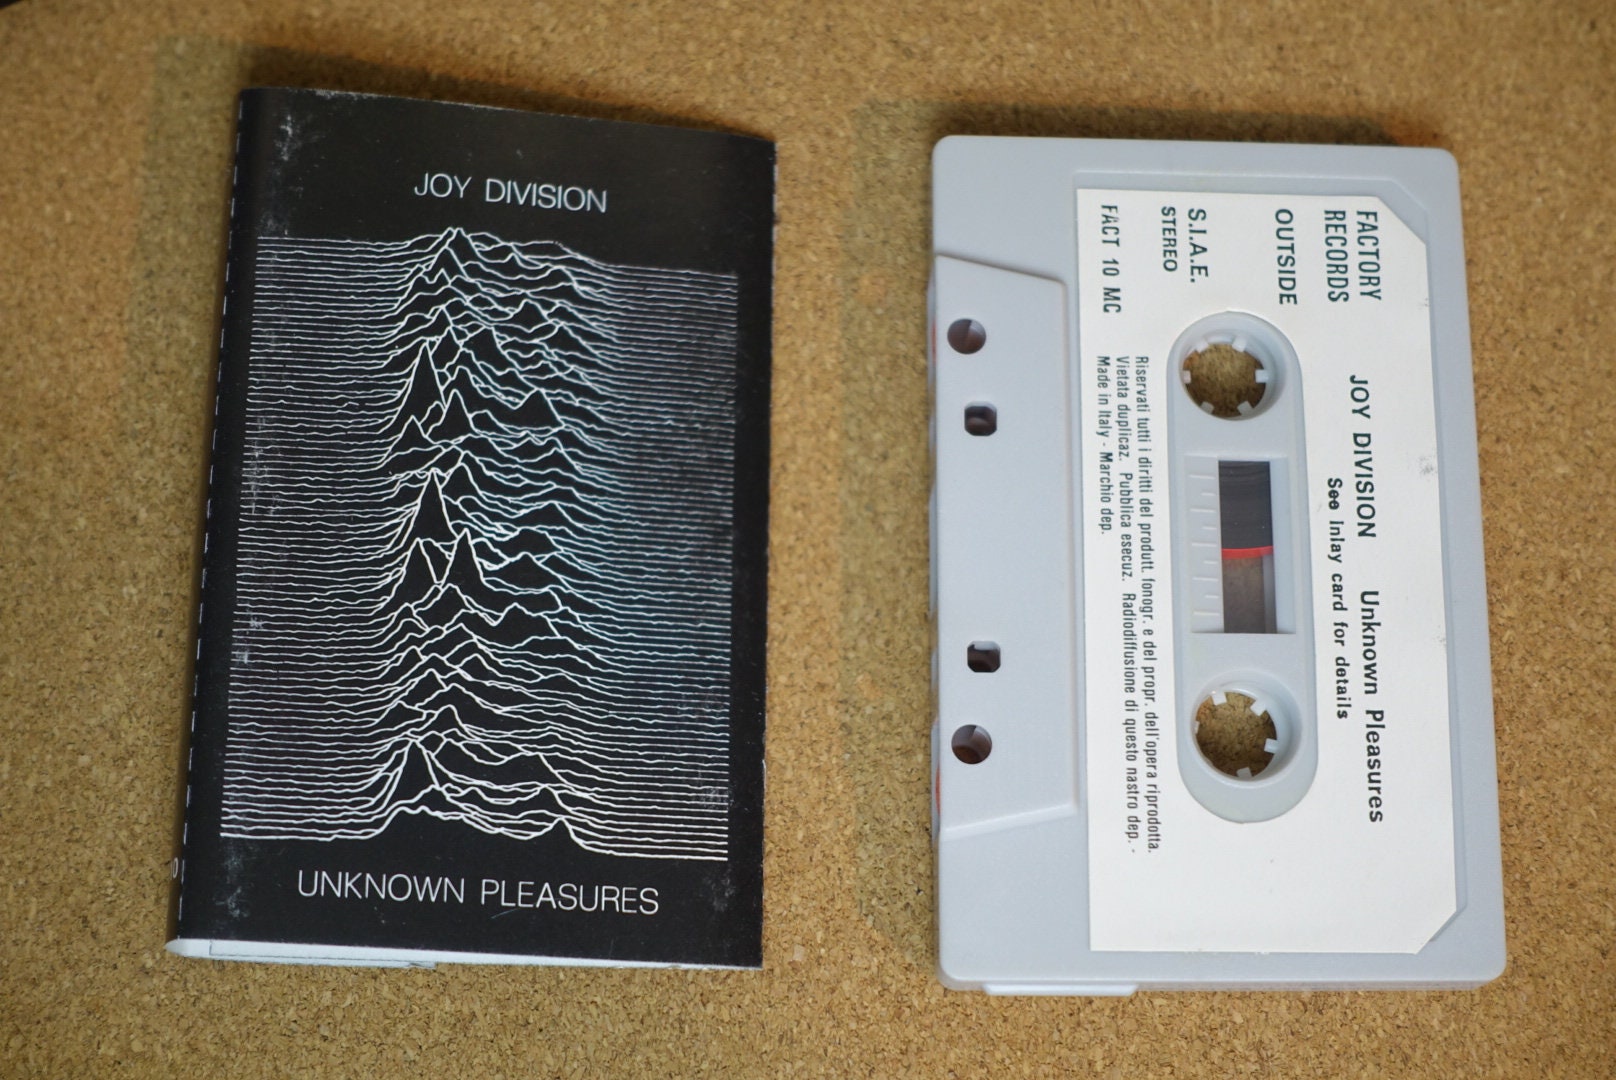 JOY DIVISION
UNKNOWN PLEASURES
FACTORY
RECORDS
OUTSIDE
JOY DIVISION Unknown Pleasures
See Inlay card for details
S.I.A.E.
STEREO
FACT 10 MC
Riservati tutti i diritti del produtt. fonogr. e del propr. dell'opera riprodotta.
Vietata duplicaz. Pubblica esecuz. Radiodiffusione di questo nastro dep. -
Made in Italy - Marchio dep.